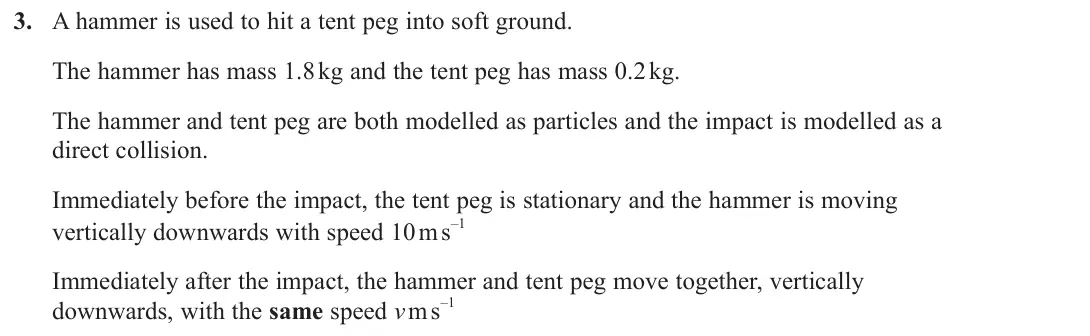 3. A hammer is used to hit a tent peg into soft ground.
The hammer has mass 1.8 kg and the tent peg has mass 0.2 kg.
The hammer and tent peg are both modelled as particles and the impact is modelled as a
direct collision.
Immediately before the impact, the tent peg is stationary and the hammer is moving
vertically downwards with speed 10 m s⁻¹
Immediately after the impact, the hammer and tent peg move together, vertically
downwards, with the same speed v m s⁻¹